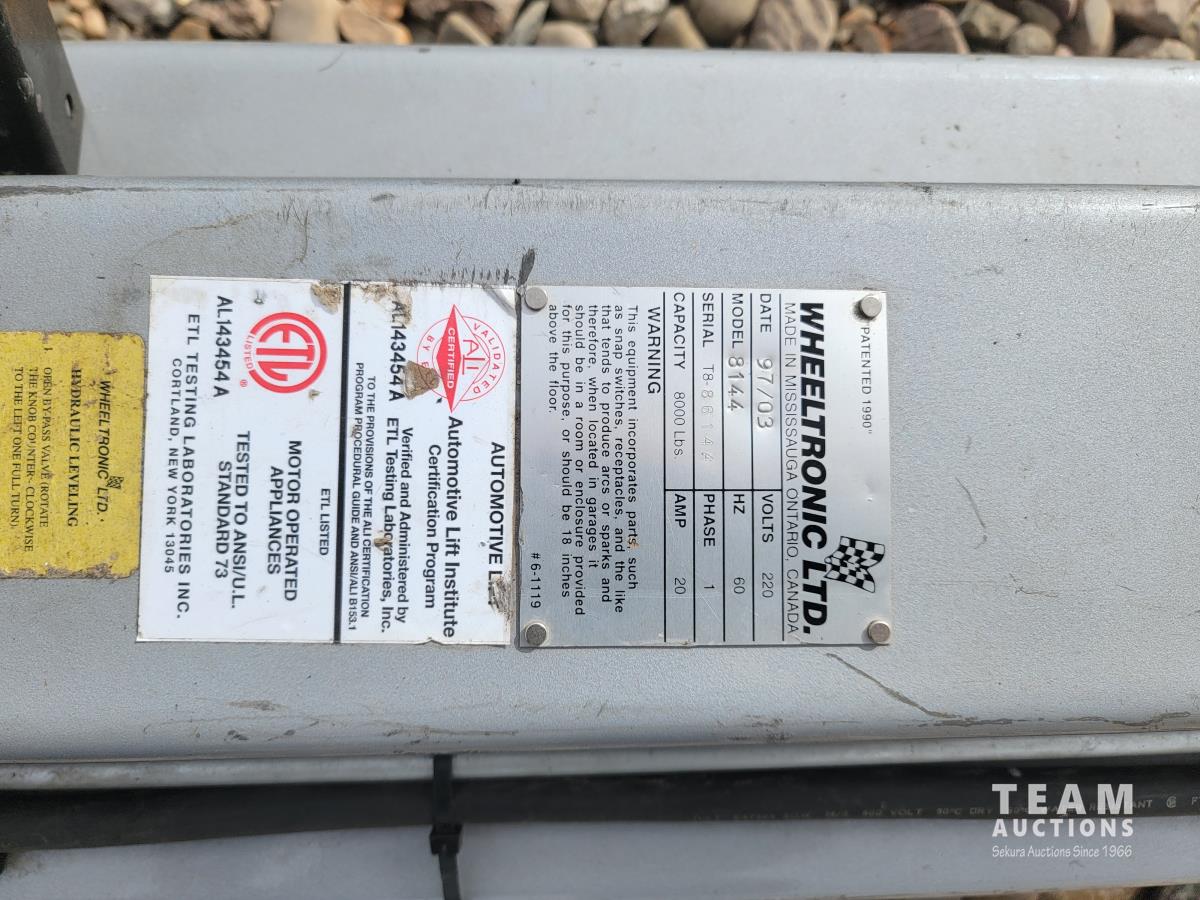 PATENTED 1990"
WHEELTRONIC LTD.
MADE IN MISSISSAUGA ONTARIO, CANADA
DATE 97/03 VOLTS 220
MODEL 8144 HZ 60
SERIAL T8-86144 PHASE 1
CAPACITY 8000 Lbs. AMP 20
WARNING
This equipment incorporates parts, such
as snap switches, receptacles, and the like
that tends to produce arcs or sparks and
therefore, when located in garages it
should be in a room or enclosure provided
for this purpose, or should be 18 inches
above the floor.
# 6-1119
AUTOMOTIVE
VALIDATED
BY
ALI
CERTIFIED
Automotive Lift Institute
Certification Program
Verified and Administered by
AL143454A ETL Testing Laboratories, Inc.
TO THE PROVISIONS OF THE ALI CERTIFICATION
PROGRAM PROCEDURAL GUIDE AND ANSI/ALI B153.1
ETL LISTED
MOTOR OPERATED
APPLIANCES
ETL
LISTED
®
AL143454A
TESTED TO ANSI/U.L.
STANDARD 73
ETL TESTING LABORATORIES INC.
CORTLAND, NEW YORK 13045
WHEELTRONIC LTD.
HYDRAULIC LEVELING
1 OPEN BY-PASS VALVE (ROTATE
THE KNOB COUNTER- CLOCKWISE
TO THE LEFT ONE FULL TURN).
VOLT 90°C DRY
TEAM
AUCTIONS
Sekura Auctions Since 1966